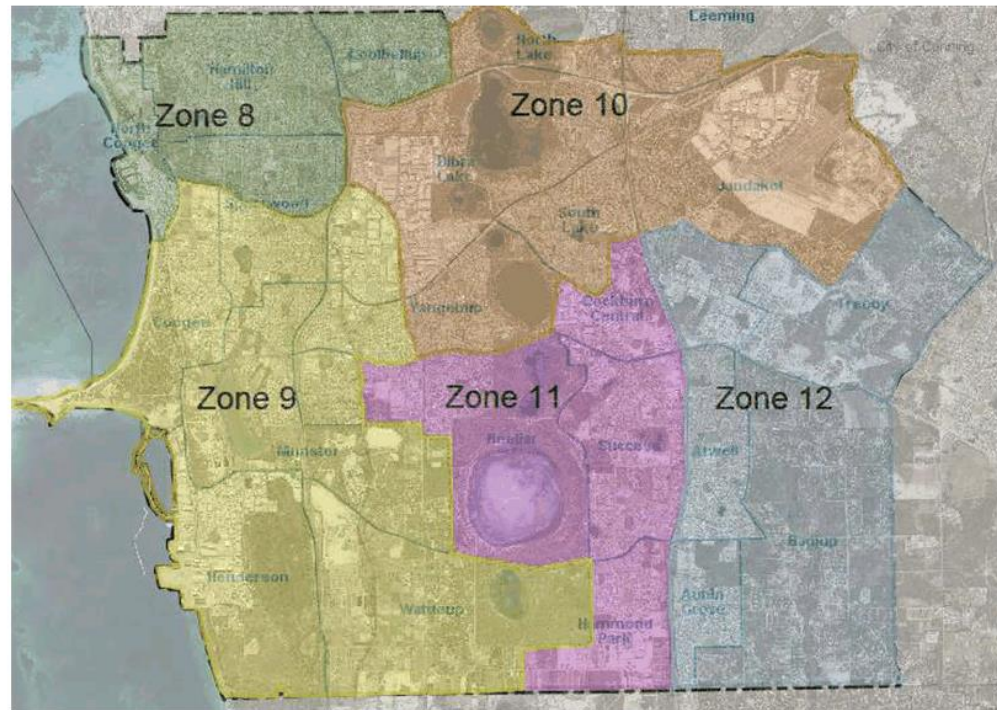 Leeming
North
Lake
City of Canning
Coolbellup
Hamilton
Hill
Zone 8
Zone 10
North
Coogee
Bibra
Lake
Jandakot
South
Lake
Yangebup
Cockburn
Central
Treeby
Coogee
Zone 9
Zone 11
Zone 12
Munster
Beeliar
Success
Atwell
Banjup
Henderson
Wattleup
Aubin
Grove
Hammond
Park